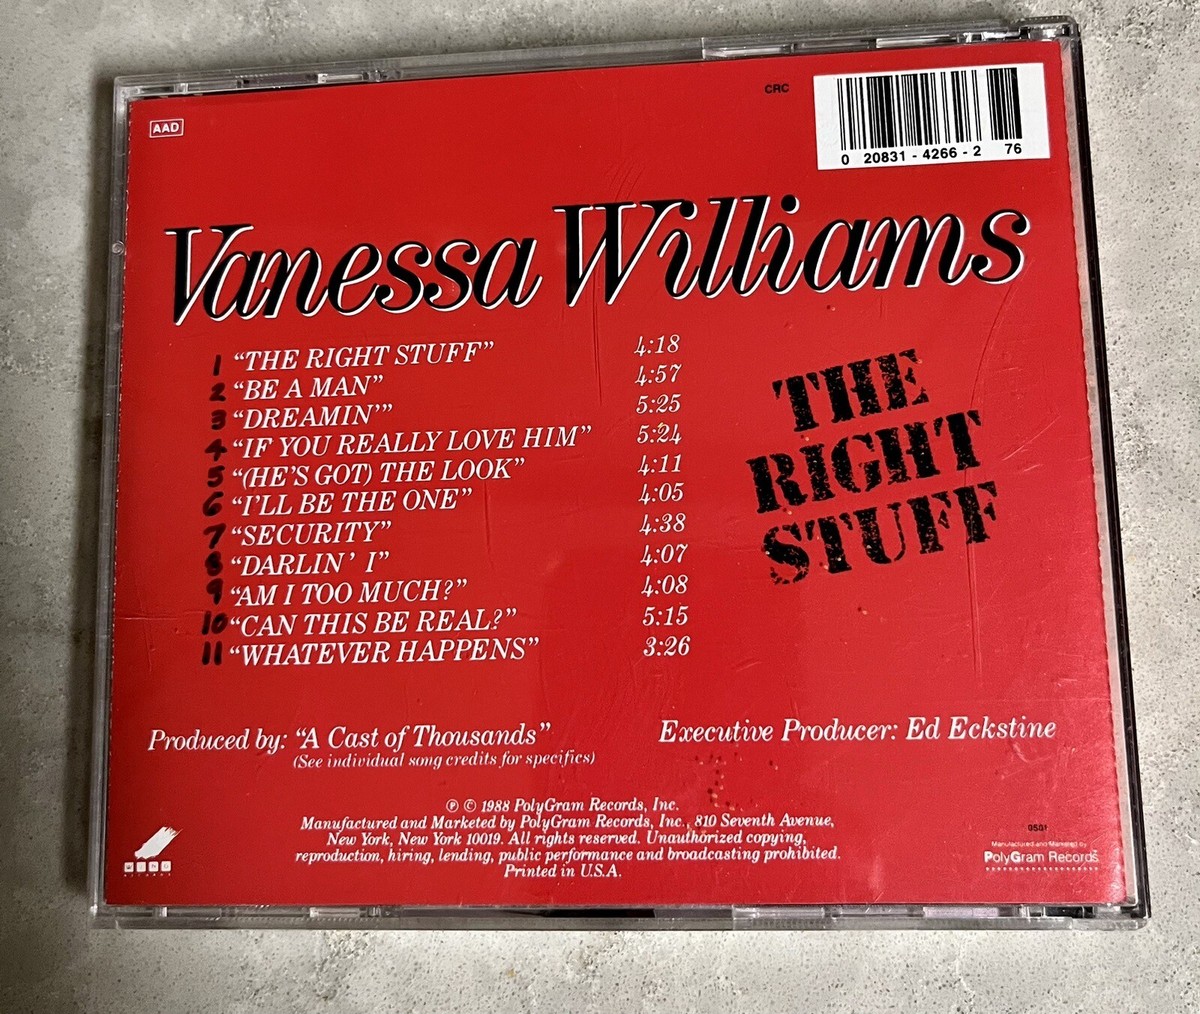 AAD
CRC
0 20831 - 4266 - 2 76
Vanessa Williams
1 “THE RIGHT STUFF” 4:18
2 “BE A MAN” 4:57
3 “DREAMIN’” 5:25
4 “IF YOU REALLY LOVE HIM” 5:24
5 “(HE’S GOT) THE LOOK” 4:11
6 “I’LL BE THE ONE” 4:05
7 “SECURITY” 4:38
8 “DARLIN’ I” 4:07
9 “AM I TOO MUCH?” 4:08
10 “CAN THIS BE REAL?” 5:15
11 “WHATEVER HAPPENS” 3:26
THE
RIGHT
STUFF
Produced by: “A Cast of Thousands”
(See individual song credits for specifics)
Executive Producer: Ed Eckstine
℗ © 1988 PolyGram Records, Inc.
Manufactured and Marketed by PolyGram Records, Inc., 810 Seventh Avenue,
New York, New York 10019. All rights reserved. Unauthorized copying,
reproduction, hiring, lending, public performance and broadcasting prohibited.
Printed in U.S.A.
WING
RECORDS
Manufactured and Marketed by
PolyGram Records